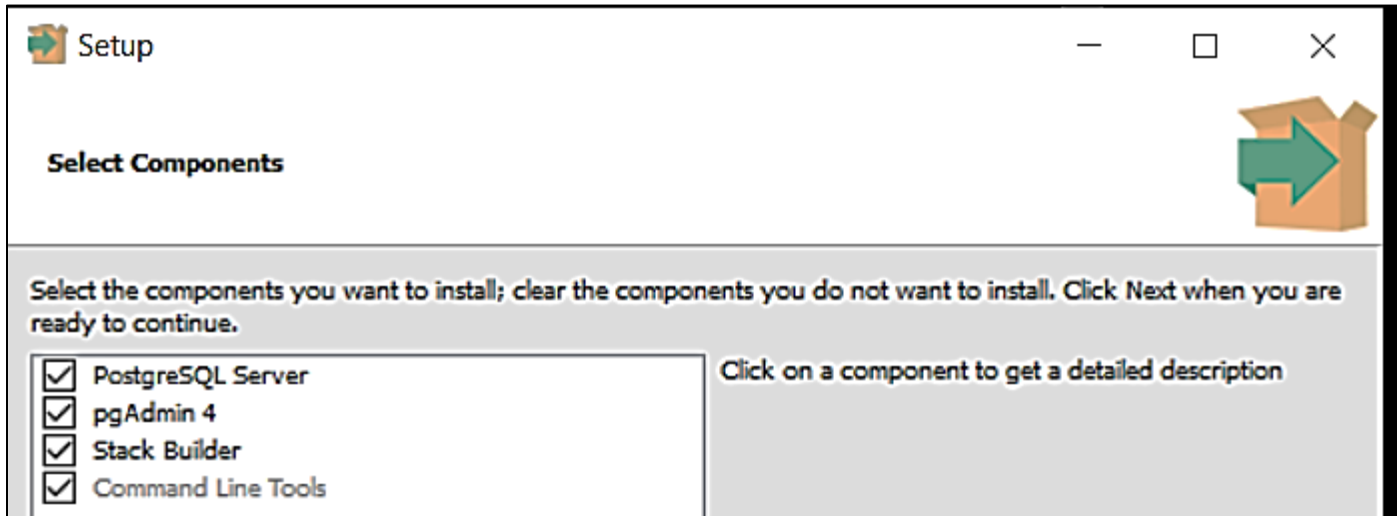 Setup
Select Components
Select the components you want to install; clear the components you do not want to install. Click Next when you are
ready to continue.
PostgreSQL Server
Click on a component to get a detailed description
pgAdmin 4
Stack Builder
Command Line Tools